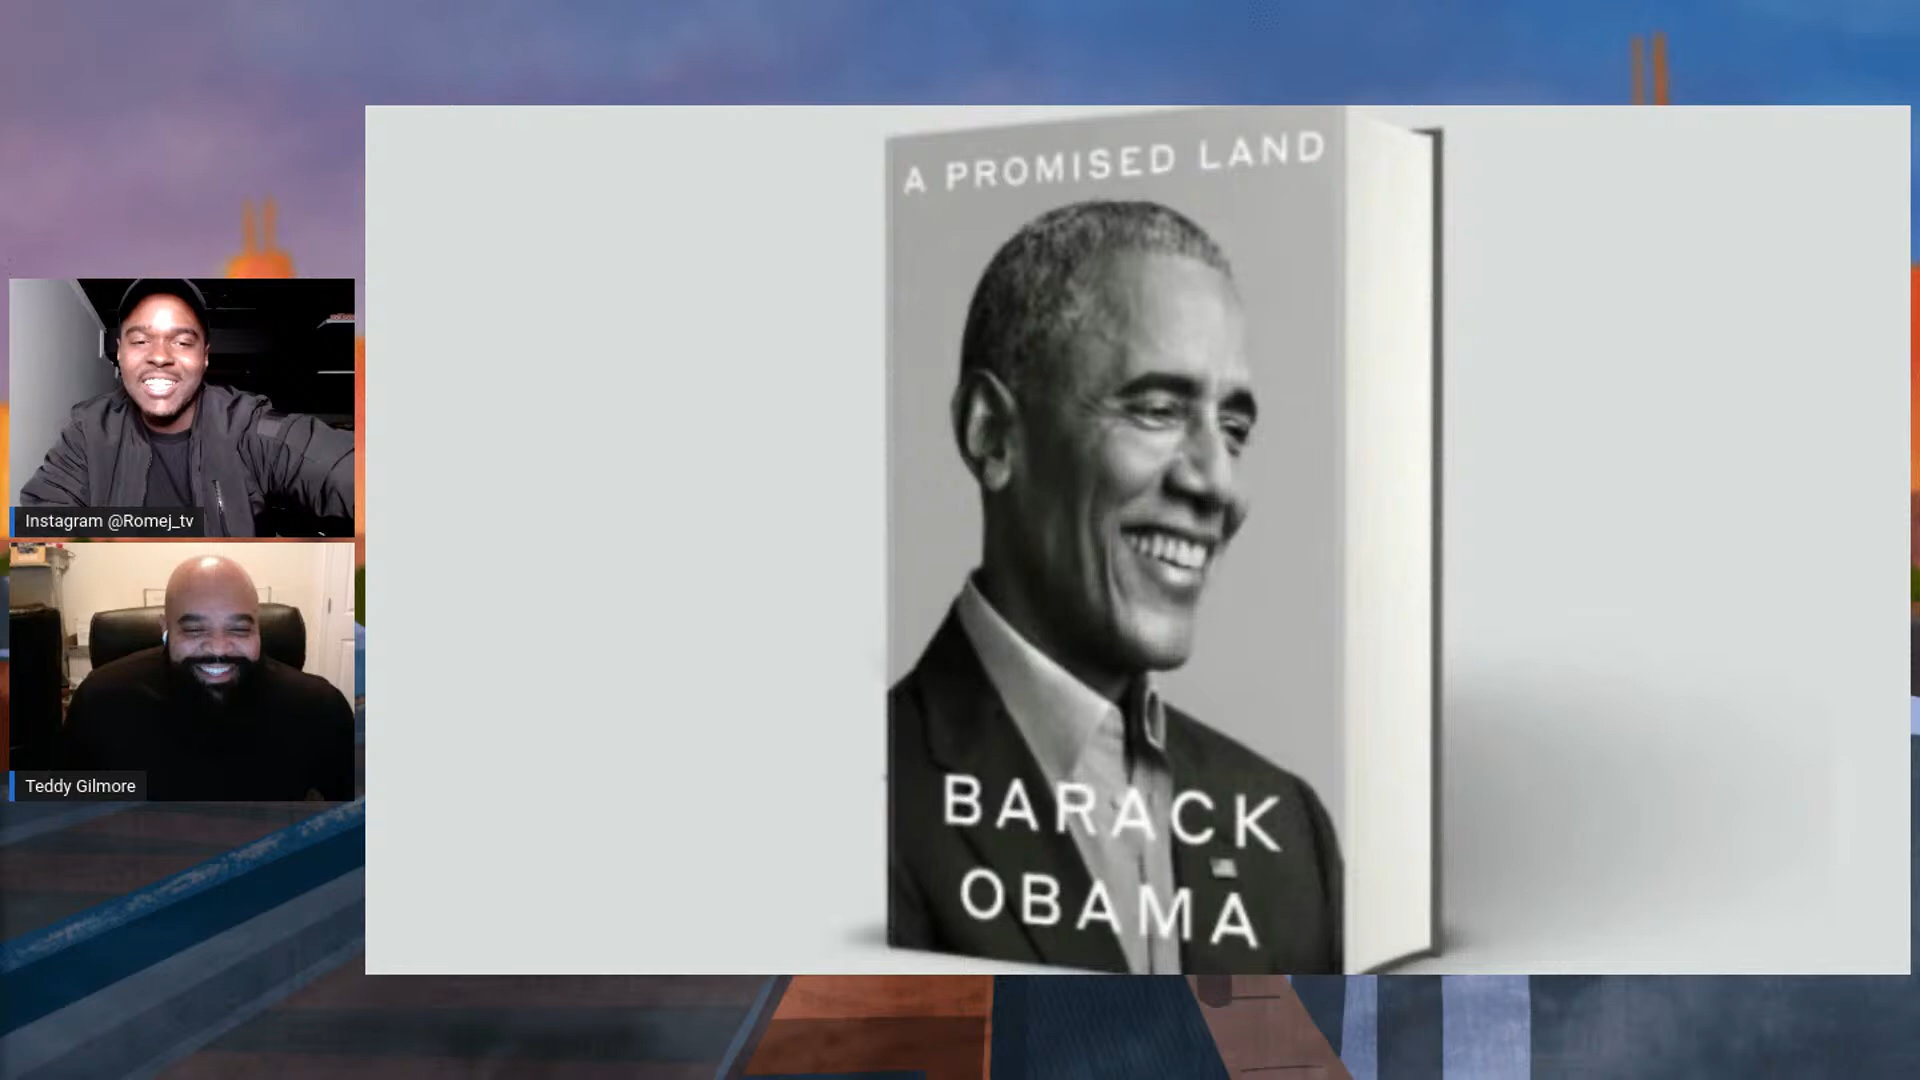 A PROMISED LAND
Instagram @Romej_tv
Teddy Gilmore
BARACK
OBAMA